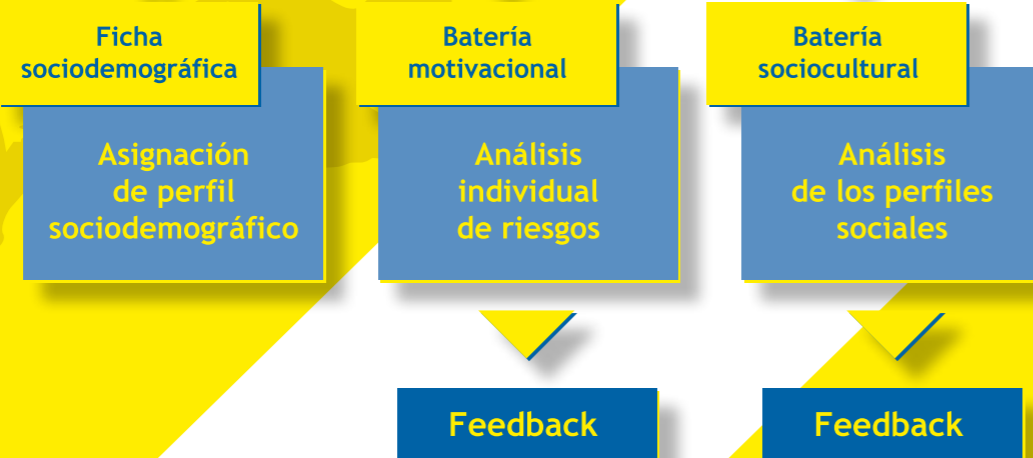 Ficha
sociodemográfica
Asignación
de perfil
sociodemográfico
Batería
motivacional
Análisis
individual
de riesgos
Feedback
Batería
sociocultural
Análisis
de los perfiles
sociales
Feedback